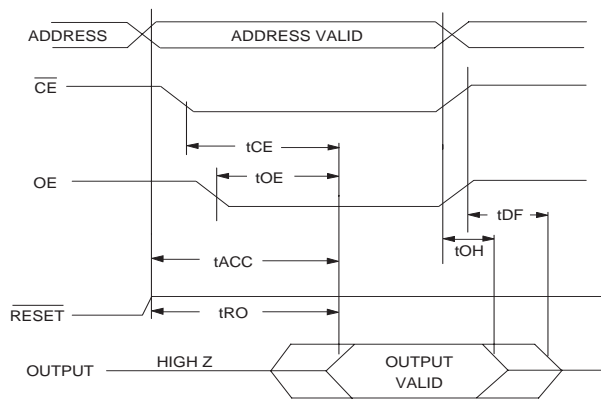 ADDRESS
ADDRESS VALID
CE
tCE
OE
tOE
tDF
tOH
tACC
RESET
tRO
OUTPUT
HIGH Z
OUTPUT
VALID